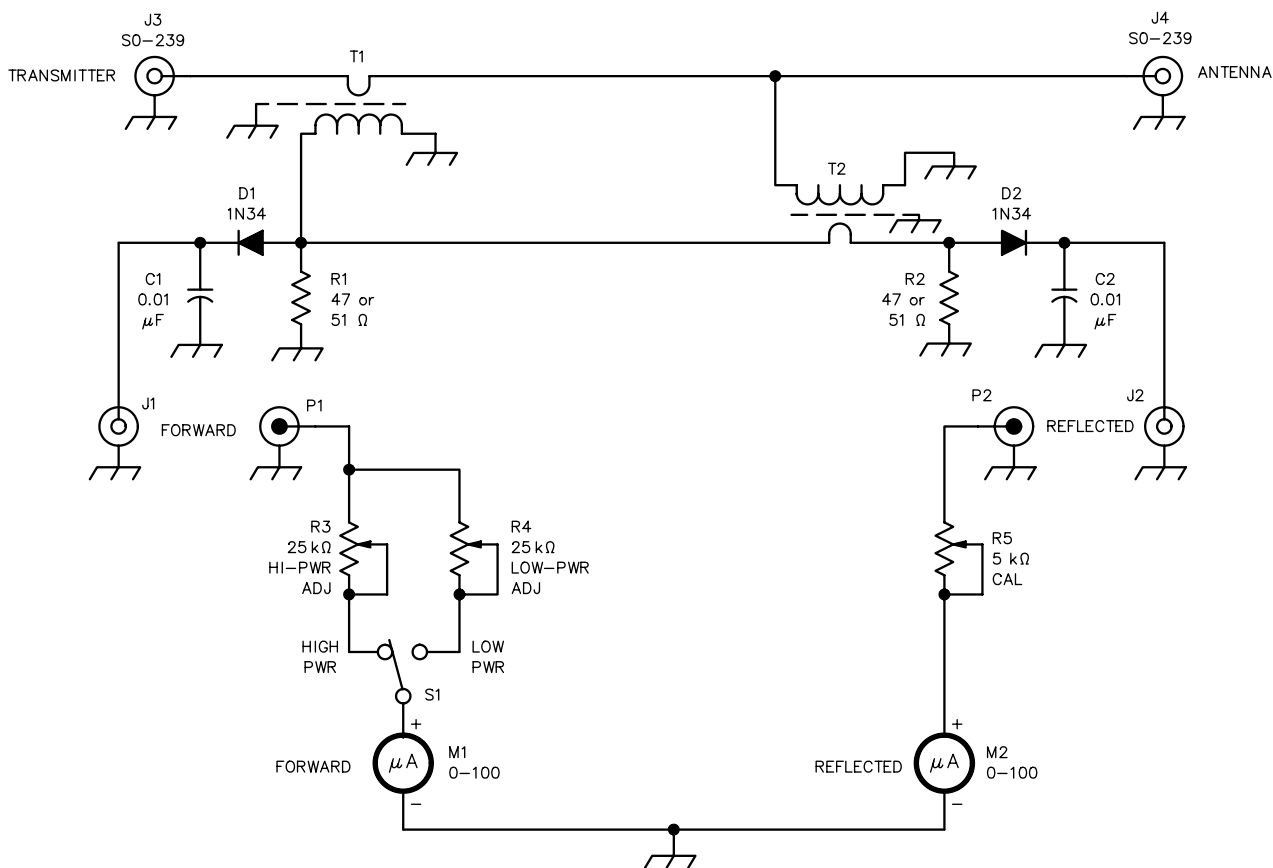 J3
SO-239
TRANSMITTER
T1
J4
SO-239
ANTENNA
D1
1N34
T2
D2
1N34
C1
0.01
μF
R1
47 or
51 Ω
R2
47 or
51 Ω
C2
0.01
μF
J1
FORWARD
P1
P2
REFLECTED
J2
R3
25 kΩ
HI-PWR
ADJ
R4
25 kΩ
LOW-PWR
ADJ
R5
5 kΩ
CAL
HIGH
PWR
LOW
PWR
S1
+
FORWARD
μA
M1
0-100
−
+
REFLECTED
μA
M2
0-100
−